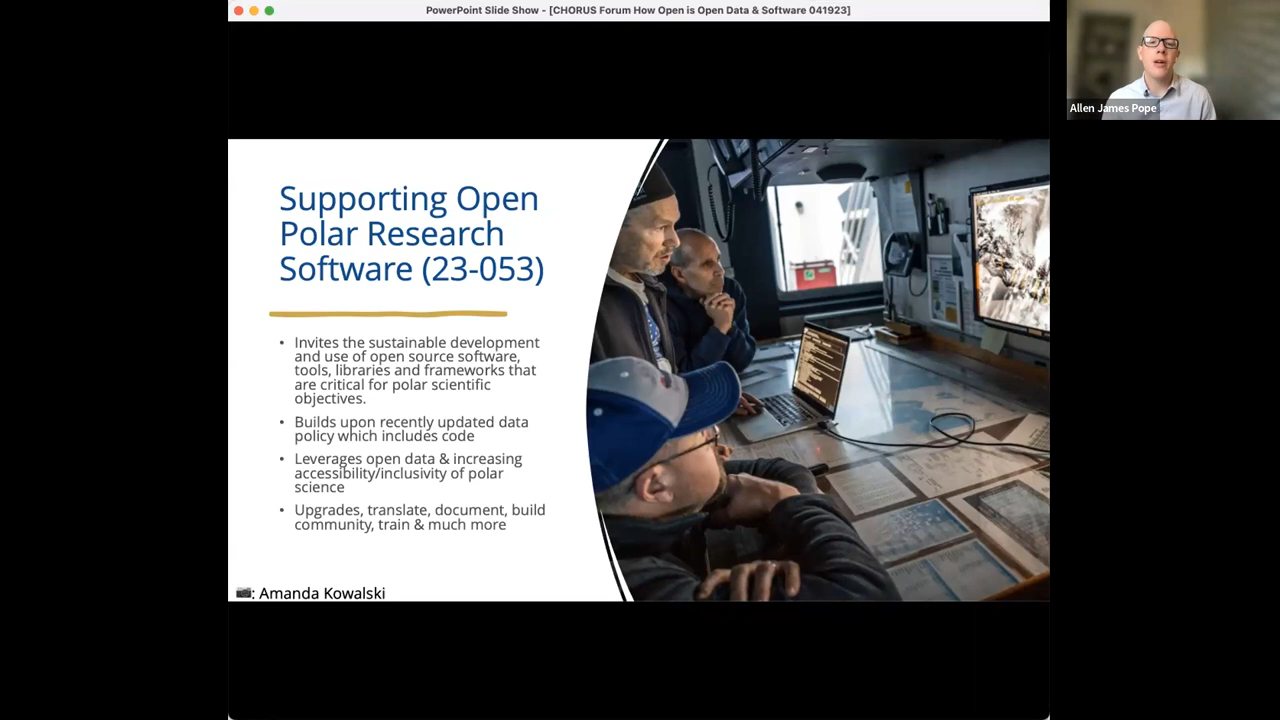 PowerPoint Slide Show - [CHORUS Forum How Open is Open Data & Software 041923]
Allen James Pope
Supporting Open
Polar Research
Software (23-053)
• Invites the sustainable development
and use of open source software,
tools, libraries and frameworks that
are critical for polar scientific
objectives.
• Builds upon recently updated data
policy which includes code
• Leverages open data & increasing
accessibility/inclusivity of polar
science
• Upgrades, translate, document, build
community, train & much more
📷: Amanda Kowalski